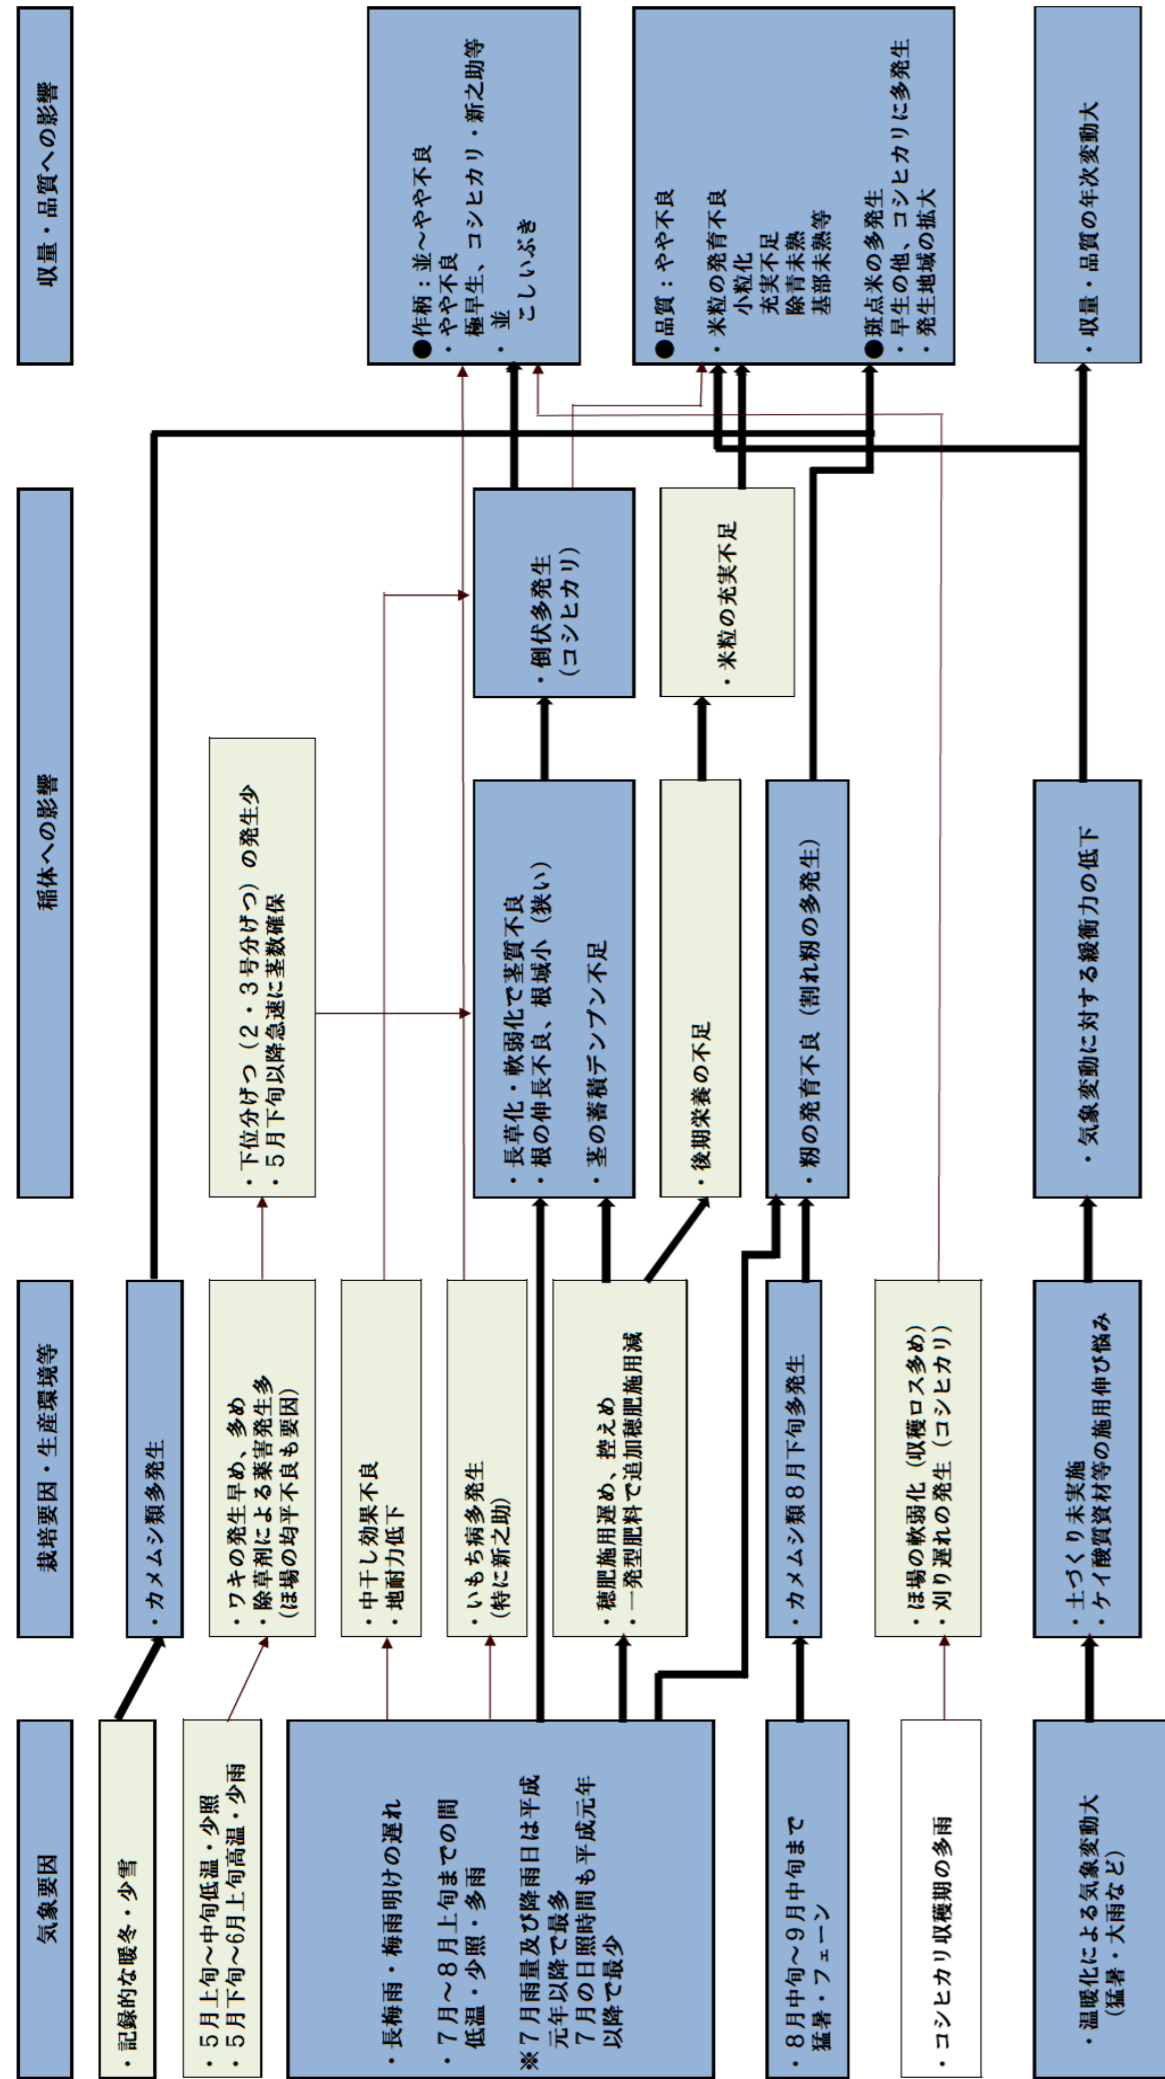 気象要因
栽培要因・生産環境等
稲体への影響
収量・品質への影響
・記録的な暖冬・少雪
・５月上旬～中旬低温・少照
・５月下旬～6月上旬高温・少雨
・長梅雨・梅雨明けの遅れ
・７月～８月上旬までの間
低温・少照・多雨
※７月雨量及び降雨日は平成
元年以降で最多
７月の日照時間も平成元年
以降で最少
・８月中旬～９月中旬まで
猛暑・フェーン
・コシヒカリ収穫期の多雨
・温暖化による気象変動大
（猛暑・大雨など）
・カメムシ類多発生
・ワキの発生早め、多め
・除草剤による薬害発生多
（ほ場の均平不良も要因）
・中干し効果不良
・地耐力低下
・いもち病多発生
（特に新之助）
・穂肥施用遅め、控えめ
・一発型肥料で追加穂肥施用減
・カメムシ類８月下旬多発生
・ほ場の軟弱化（収穫ロス多め）
・刈り遅れの発生（コシヒカリ）
・土づくり未実施
・ケイ酸質資材等の施用伸び悩み
・下位分げつ（２・３号分げつ）の発生少
・５月下旬以降急速に茎数確保
・長草化・軟弱化で茎質不良
・根の伸長不良、根域小（狭い）
・茎の蓄積デンプン不足
・後期栄養の不足
・籾の発育不良（割れ籾の多発生）
・気象変動に対する緩衝力の低下
・倒伏多発生
（コシヒカリ）
・米粒の充実不足
●作柄：並～やや不良
・やや不良
極早生、コシヒカリ・新之助等
・並
こしいぶき
●品質：やや不良
・米粒の発育不良
小粒化
充実不足
除青未熟
基部未熟等
●斑点米の多発生
・早生の他、コシヒカリに多発生
・発生地域の拡大
・収量・品質の年次変動大